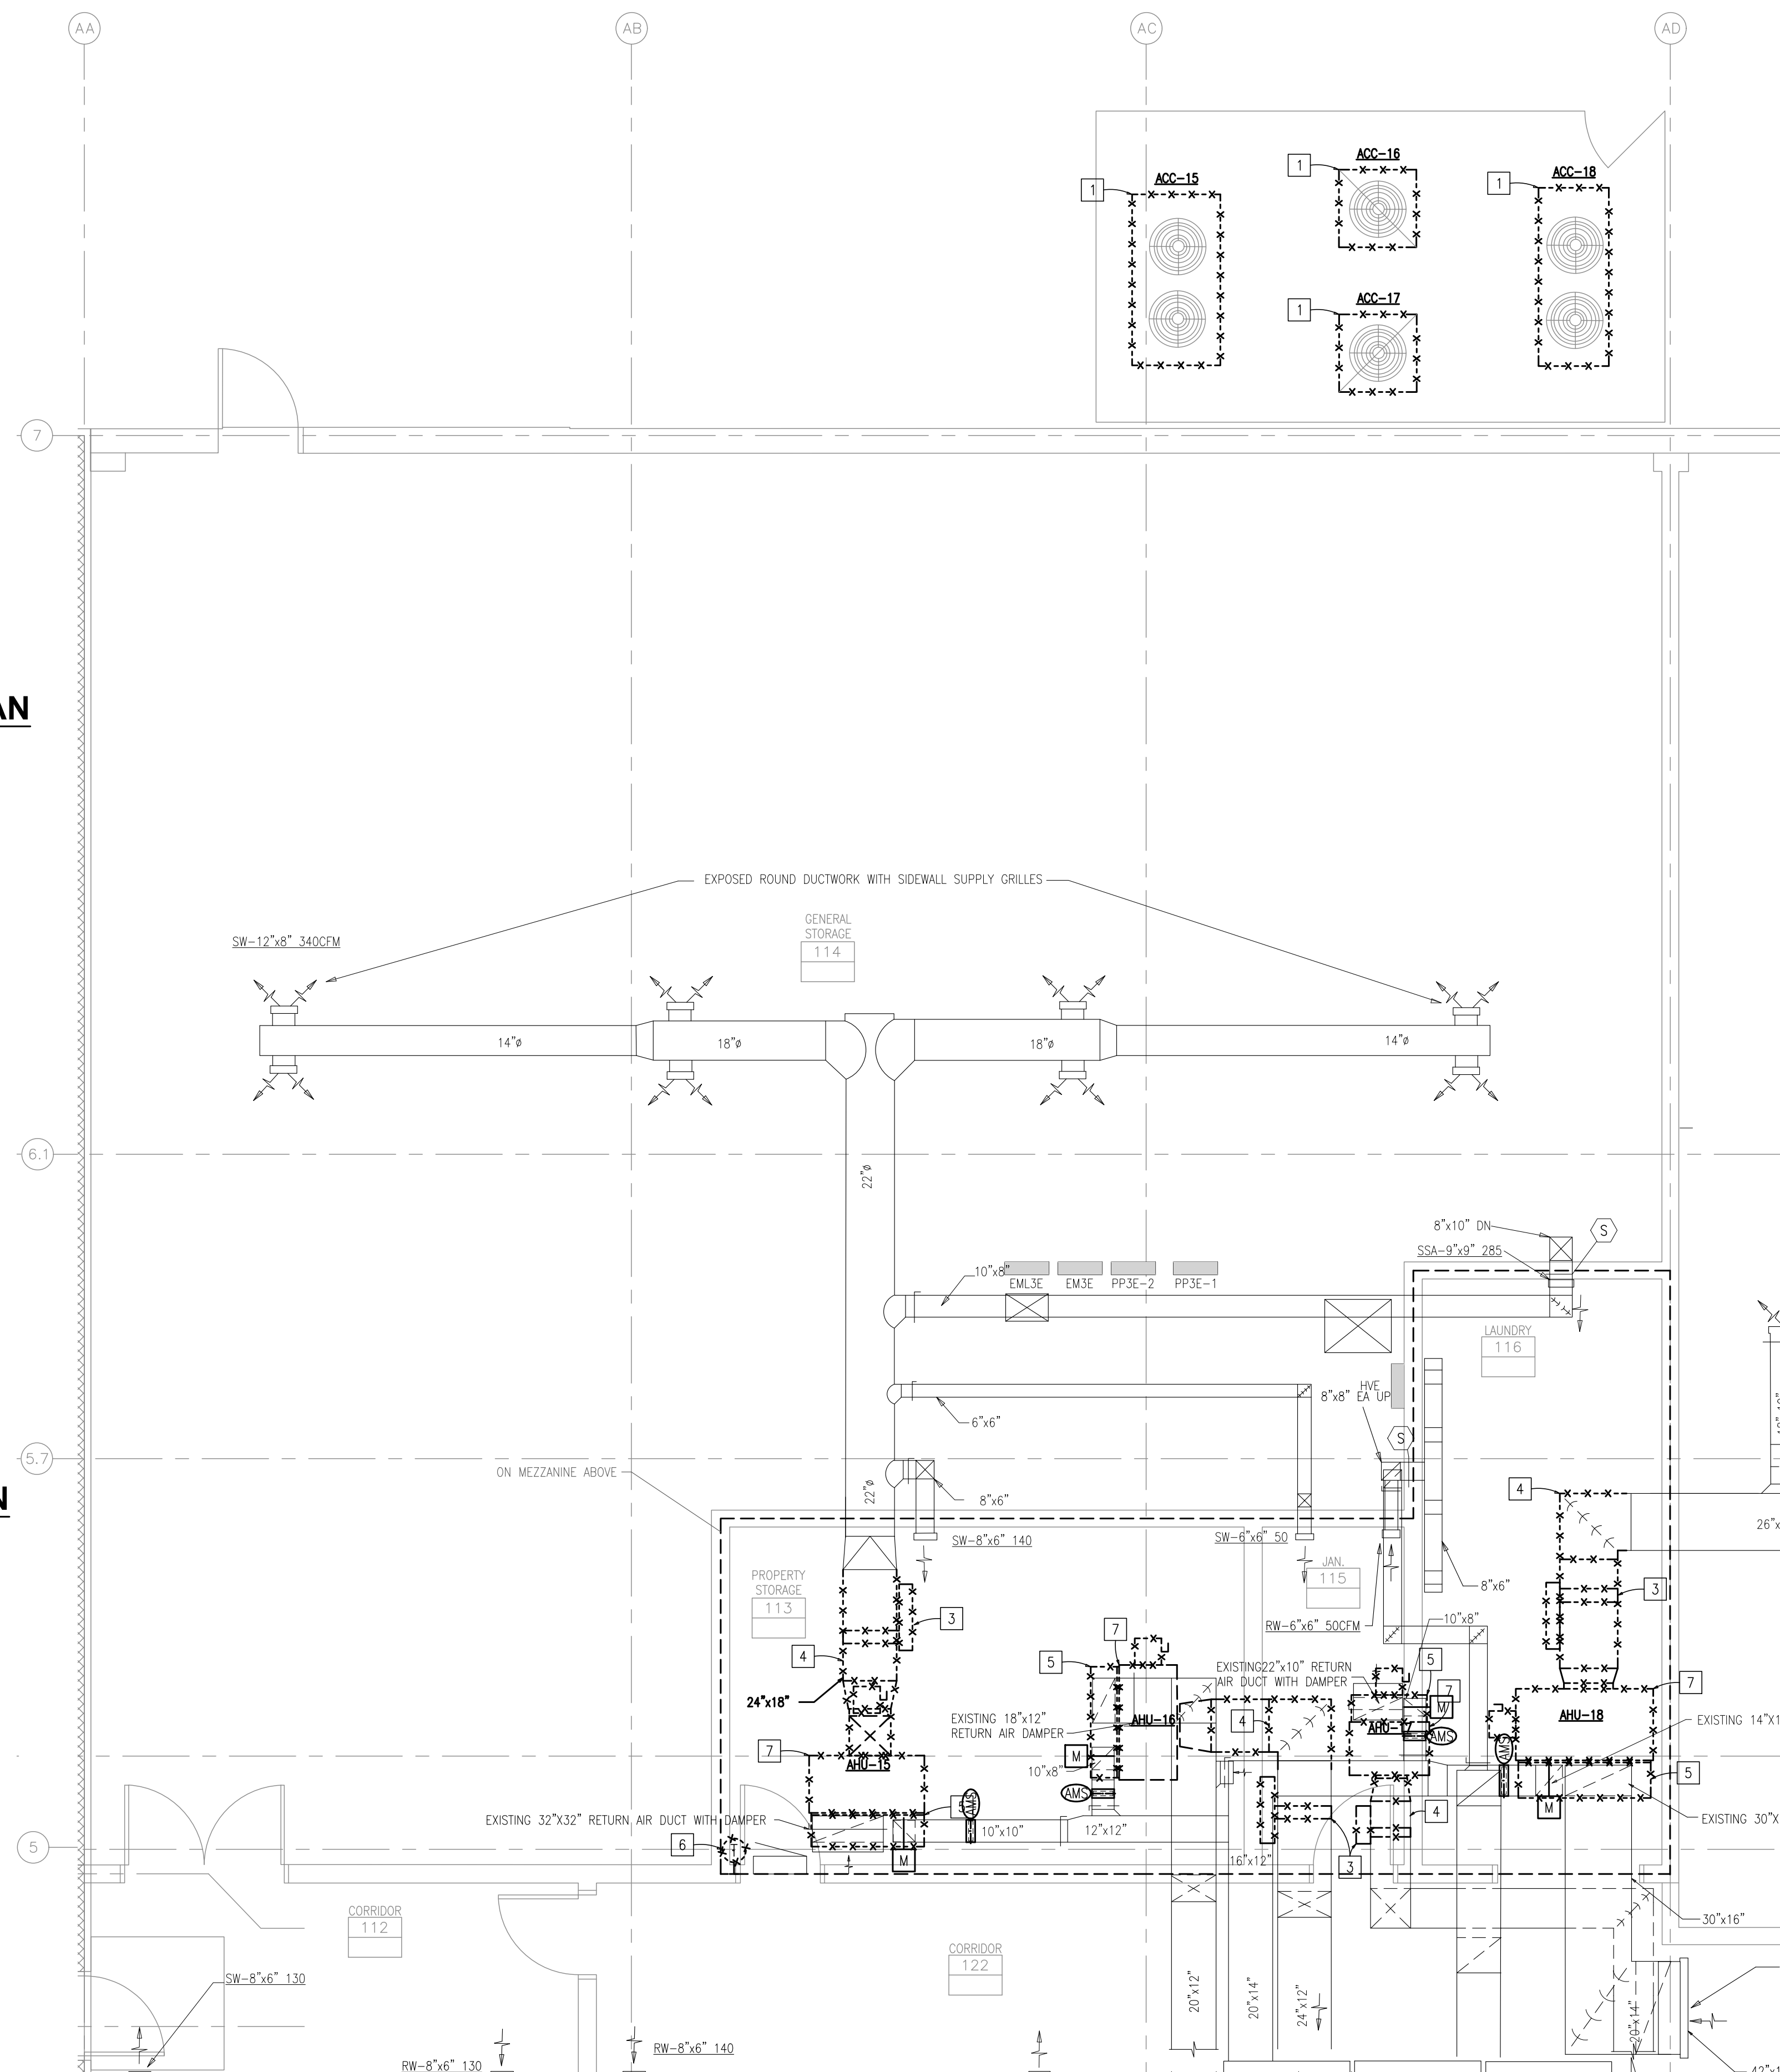 AA
AB
AC
AD
ACC-15
ACC-16
ACC-18
ACC-17
1
1
1
1
7
AN
EXPOSED ROUND DUCTWORK WITH SIDEWALL SUPPLY GRILLES
GENERAL
STORAGE
114
SW-12"x8" 340CFM
14"ø
18"ø
18"ø
14"ø
6.1
22"ø
8"x10" DN
S
SSA-9"x9" 285
10"x8"
EML3E
EM3E
PP3E-2
PP3E-1
LAUNDRY
116
HVE
8"x8" EA UP
6"x6"
S
5.7
ON MEZZANINE ABOVE
22"ø
8"x6"
4
N
26"x
SW-8"x6" 140
SW-6"x6" 50
JAN.
115
8"x6"
PROPERTY
STORAGE
113
3
3
RW-6"x6" 50CFM
10"x8"
7
4
5
5
EXISTING22"x10" RETURN
AIR DUCT WITH DAMPER
7
7
24"x18"
EXISTING 18"x12"
RETURN AIR DAMPER
AHU-16
4
M
AHU-17
AMS
AHU-18
EXISTING 14"X1
7
AHU-15
M
10"x8"
AMS
AMS
5
M
EXISTING 32"X32" RETURN AIR DUCT WITH DAMPER
5
AMS
4
EXISTING 30"X
5
6
10"x10"
12"x12"
M
16"x12"
3
CORRIDOR
112
CORRIDOR
122
30"x16"
SW-8"x6" 130
20"x12"
20"x14"
24"x12"
20"x14"
RW-8"x6" 130
RW-8"x6" 140
42"x1